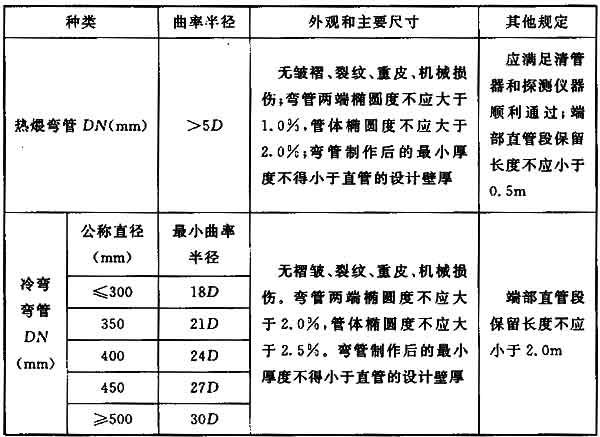 种类 曲率半径 外观和主要尺寸 其他规定
热煨弯管 DN(mm)
>5D
无皱褶、裂纹、重皮、机械损
伤;弯管两端椭圆度不应大于
1.0%,管体椭圆度不应大于
2.0%;弯管制作后的最小厚
度不得小于直管的设计壁厚
应满足清管
器和探测仪器
顺利通过;端
部直管段保留
长度不应小于
0.5m
冷弯
弯管
DN
(mm)
公称直径
(mm)
最小曲率
半径
≤300 18D
350 21D
400 24D
450 27D
≥500 30D
无褶皱、裂纹、重皮、机械损
伤。弯管两端椭圆度不应大
于2.0%,管体椭圆度不应大
于2.5%。弯管制作后的最小
厚度不得小于直管的设计壁厚
端部直管段
保留长度不应
小于2.0m